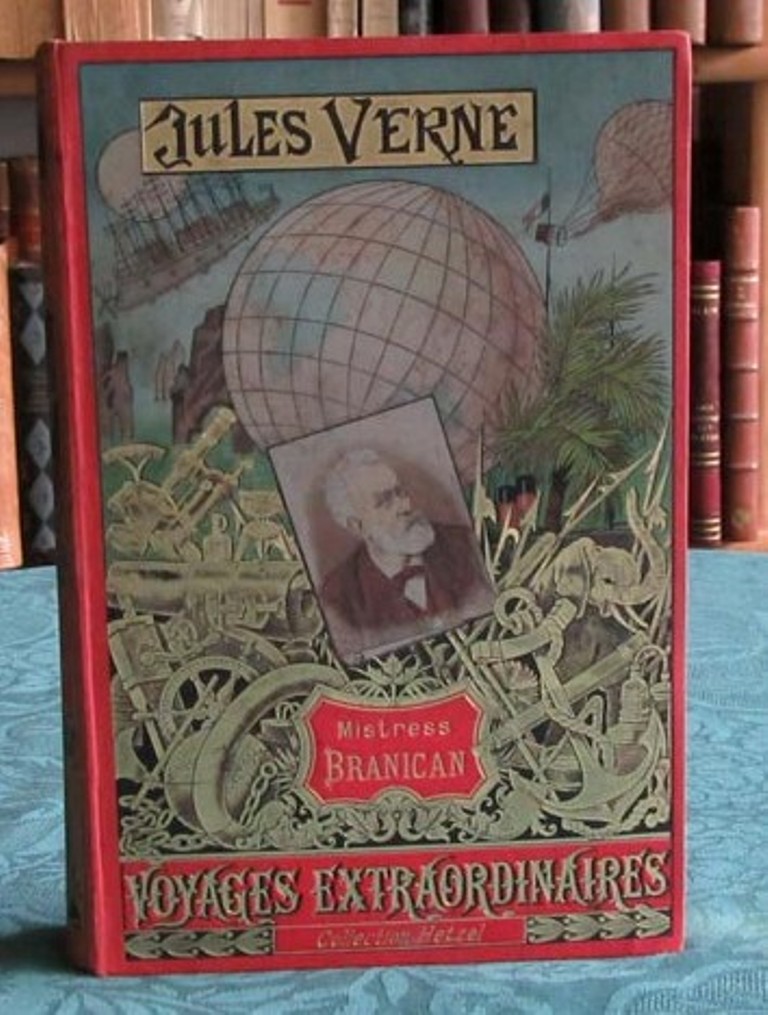 JULES VERNE
Mistress
BRANICAN
VOYAGES EXTRAORDINAIRES
Collection Hetzel